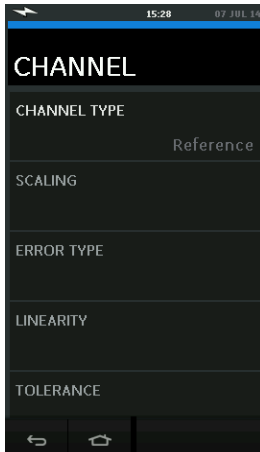 15:28 07 JUL 14
CHANNEL
CHANNEL TYPE
Reference
SCALING
ERROR TYPE
LINEARITY
TOLERANCE